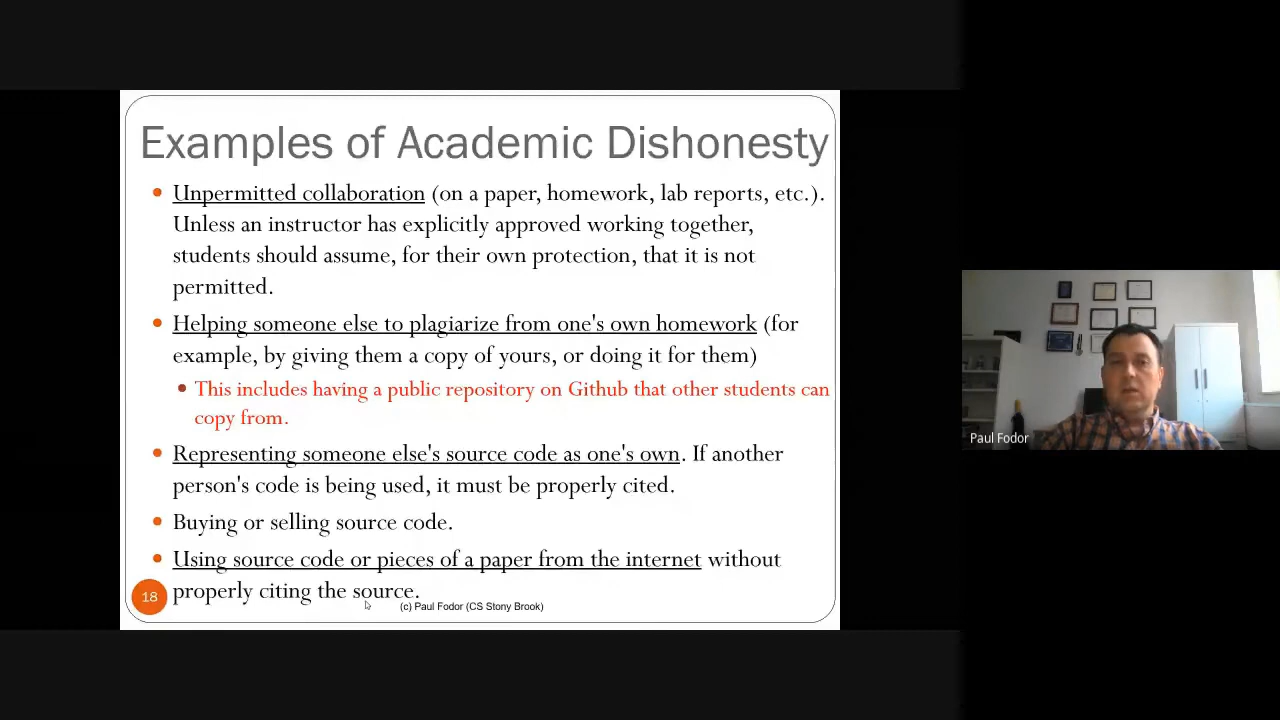 Examples of Academic Dishonesty
• Unpermitted collaboration (on a paper, homework, lab reports, etc.).
Unless an instructor has explicitly approved working together,
students should assume, for their own protection, that it is not
permitted.
• Helping someone else to plagiarize from one's own homework (for
example, by giving them a copy of yours, or doing it for them)
• This includes having a public repository on Github that other students can
copy from.
• Representing someone else's source code as one's own. If another
person's code is being used, it must be properly cited.
• Buying or selling source code.
• Using source code or pieces of a paper from the internet without
properly citing the source.
18
(c) Paul Fodor (CS Stony Brook)
Paul Fodor